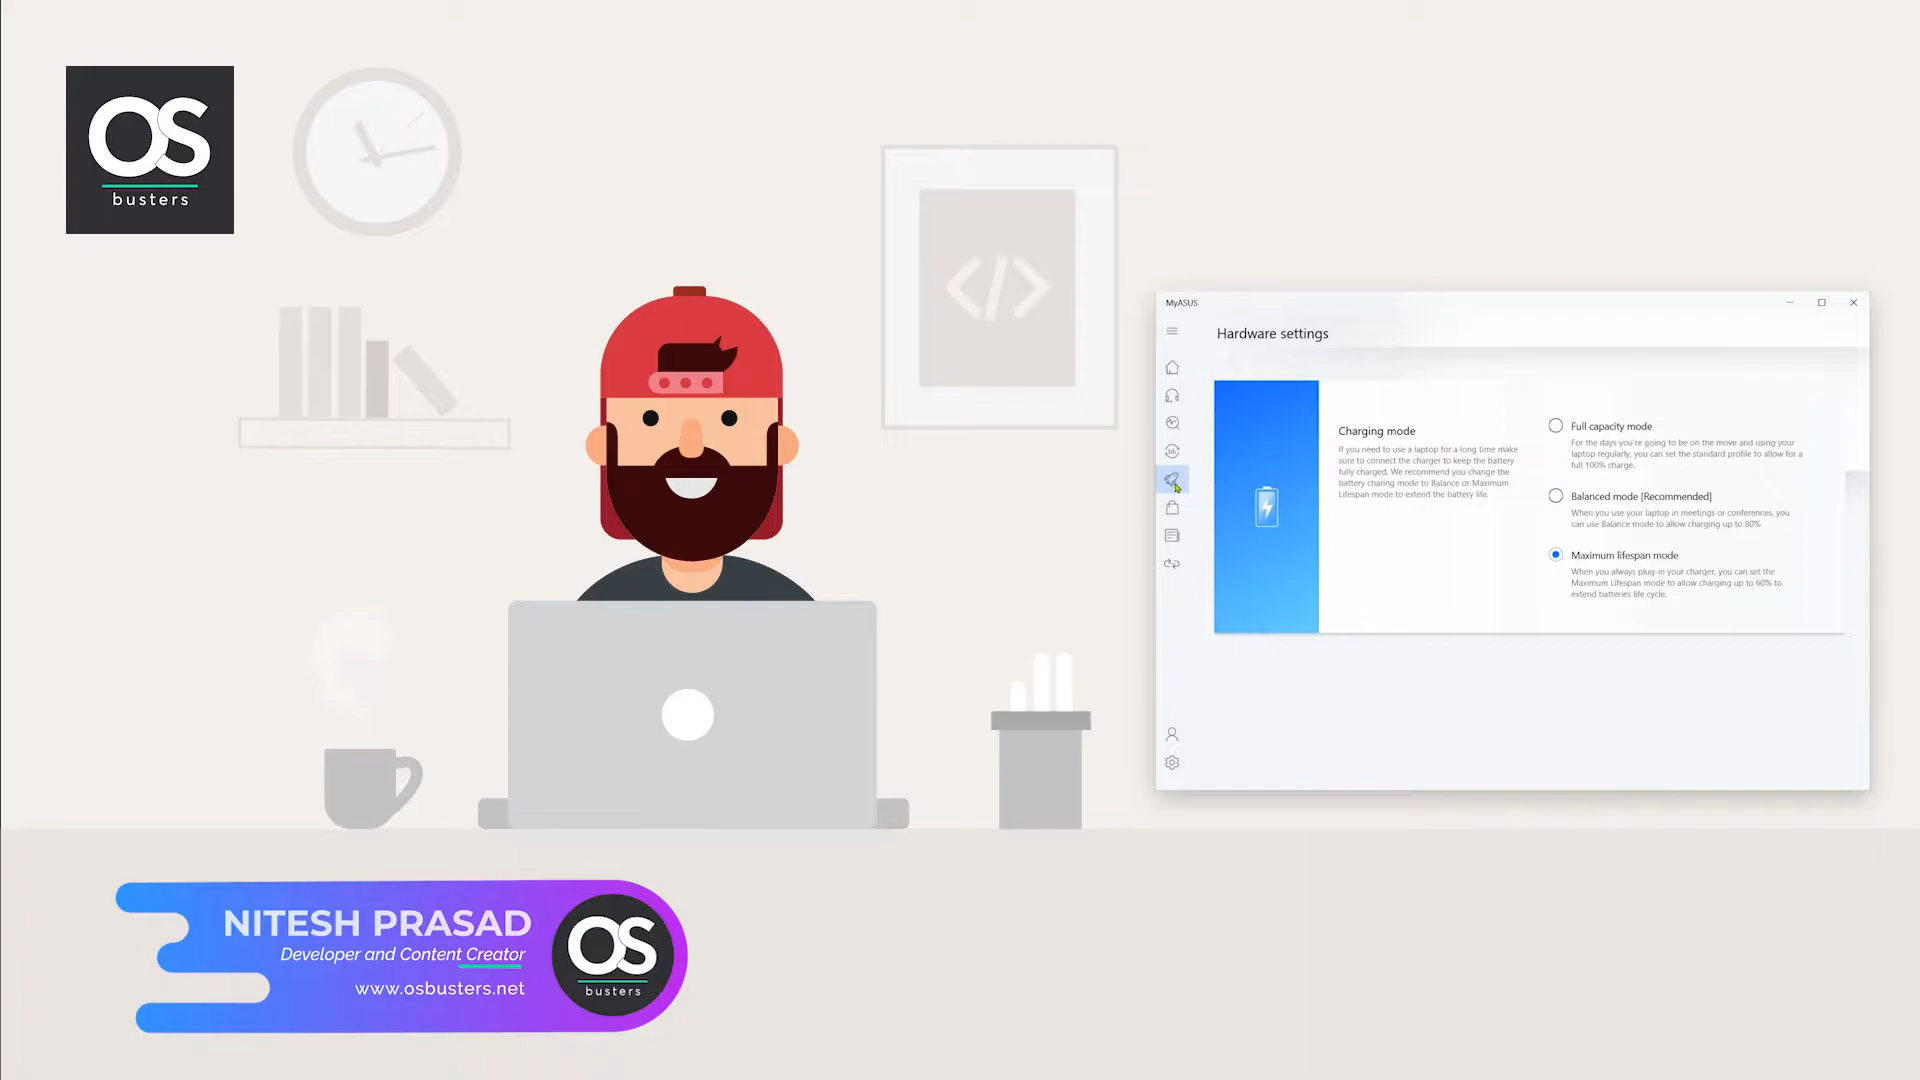 OS
busters
</>
MyASUS
Hardware settings
Charging mode
If you need to use a laptop for a long time make
sure to connect the charger to keep the battery
fully charged. We recommend you change the
battery charing mode to Balance or Maximum
Lifespan mode to extend the battery life.
Full capacity mode
For the days you're going to be on the move and using your
laptop regularly, you can set the standard profile to allow for a
full 100% charge.
Balanced mode [Recommended]
When you use your laptop in meetings or conferences, you
can use Balance mode to allow charging up to 80%
Maximum lifespan mode
When you always plug-in your charger, you can set the
Maximum Lifespan mode to allow charging up to 60% to
extend batteries life cycle.
NITESH PRASAD
Developer and Content Creator
www.osbusters.net
OS
busters